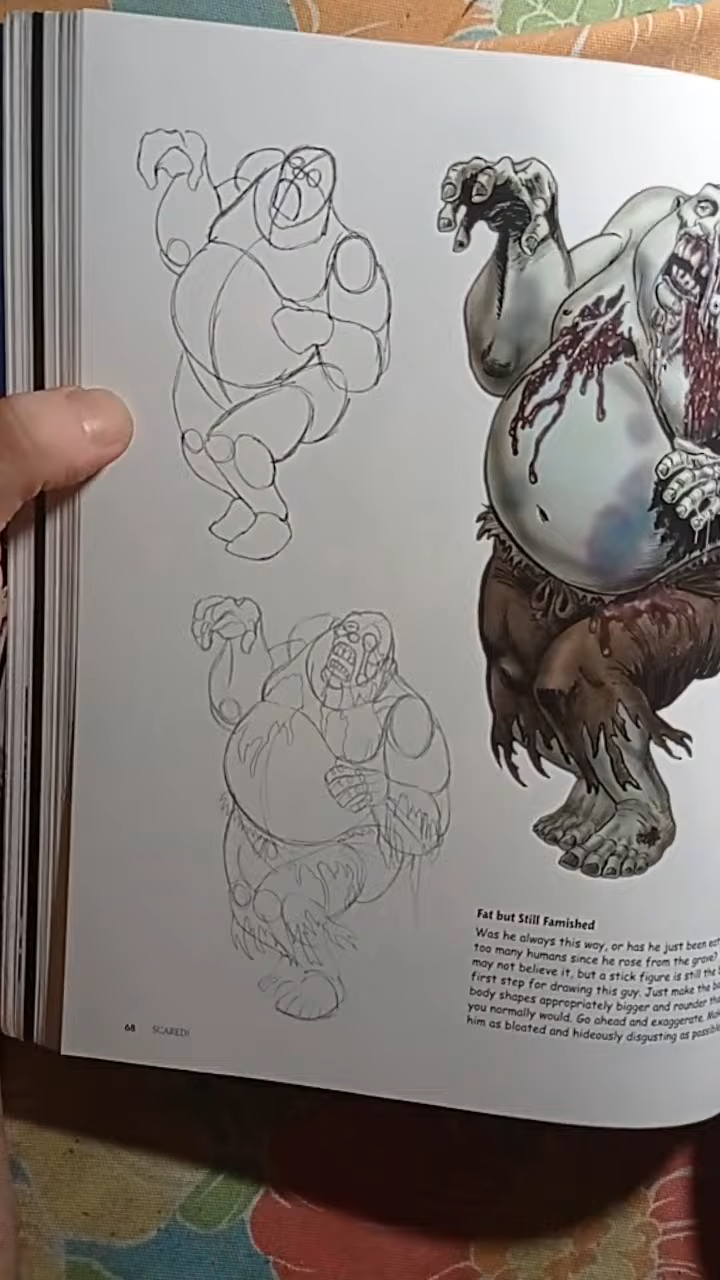 Fat but Still Famished
Was he always this way, or has he just been
too many humans since he rose from the grave?
may not believe it, but a stick figure is still the
first step for drawing this guy. Just make the
body shapes appropriately bigger and rounder
you normally would. Go ahead and exaggerate.
him as bloated and hideously disgusting as
68 SCARED!